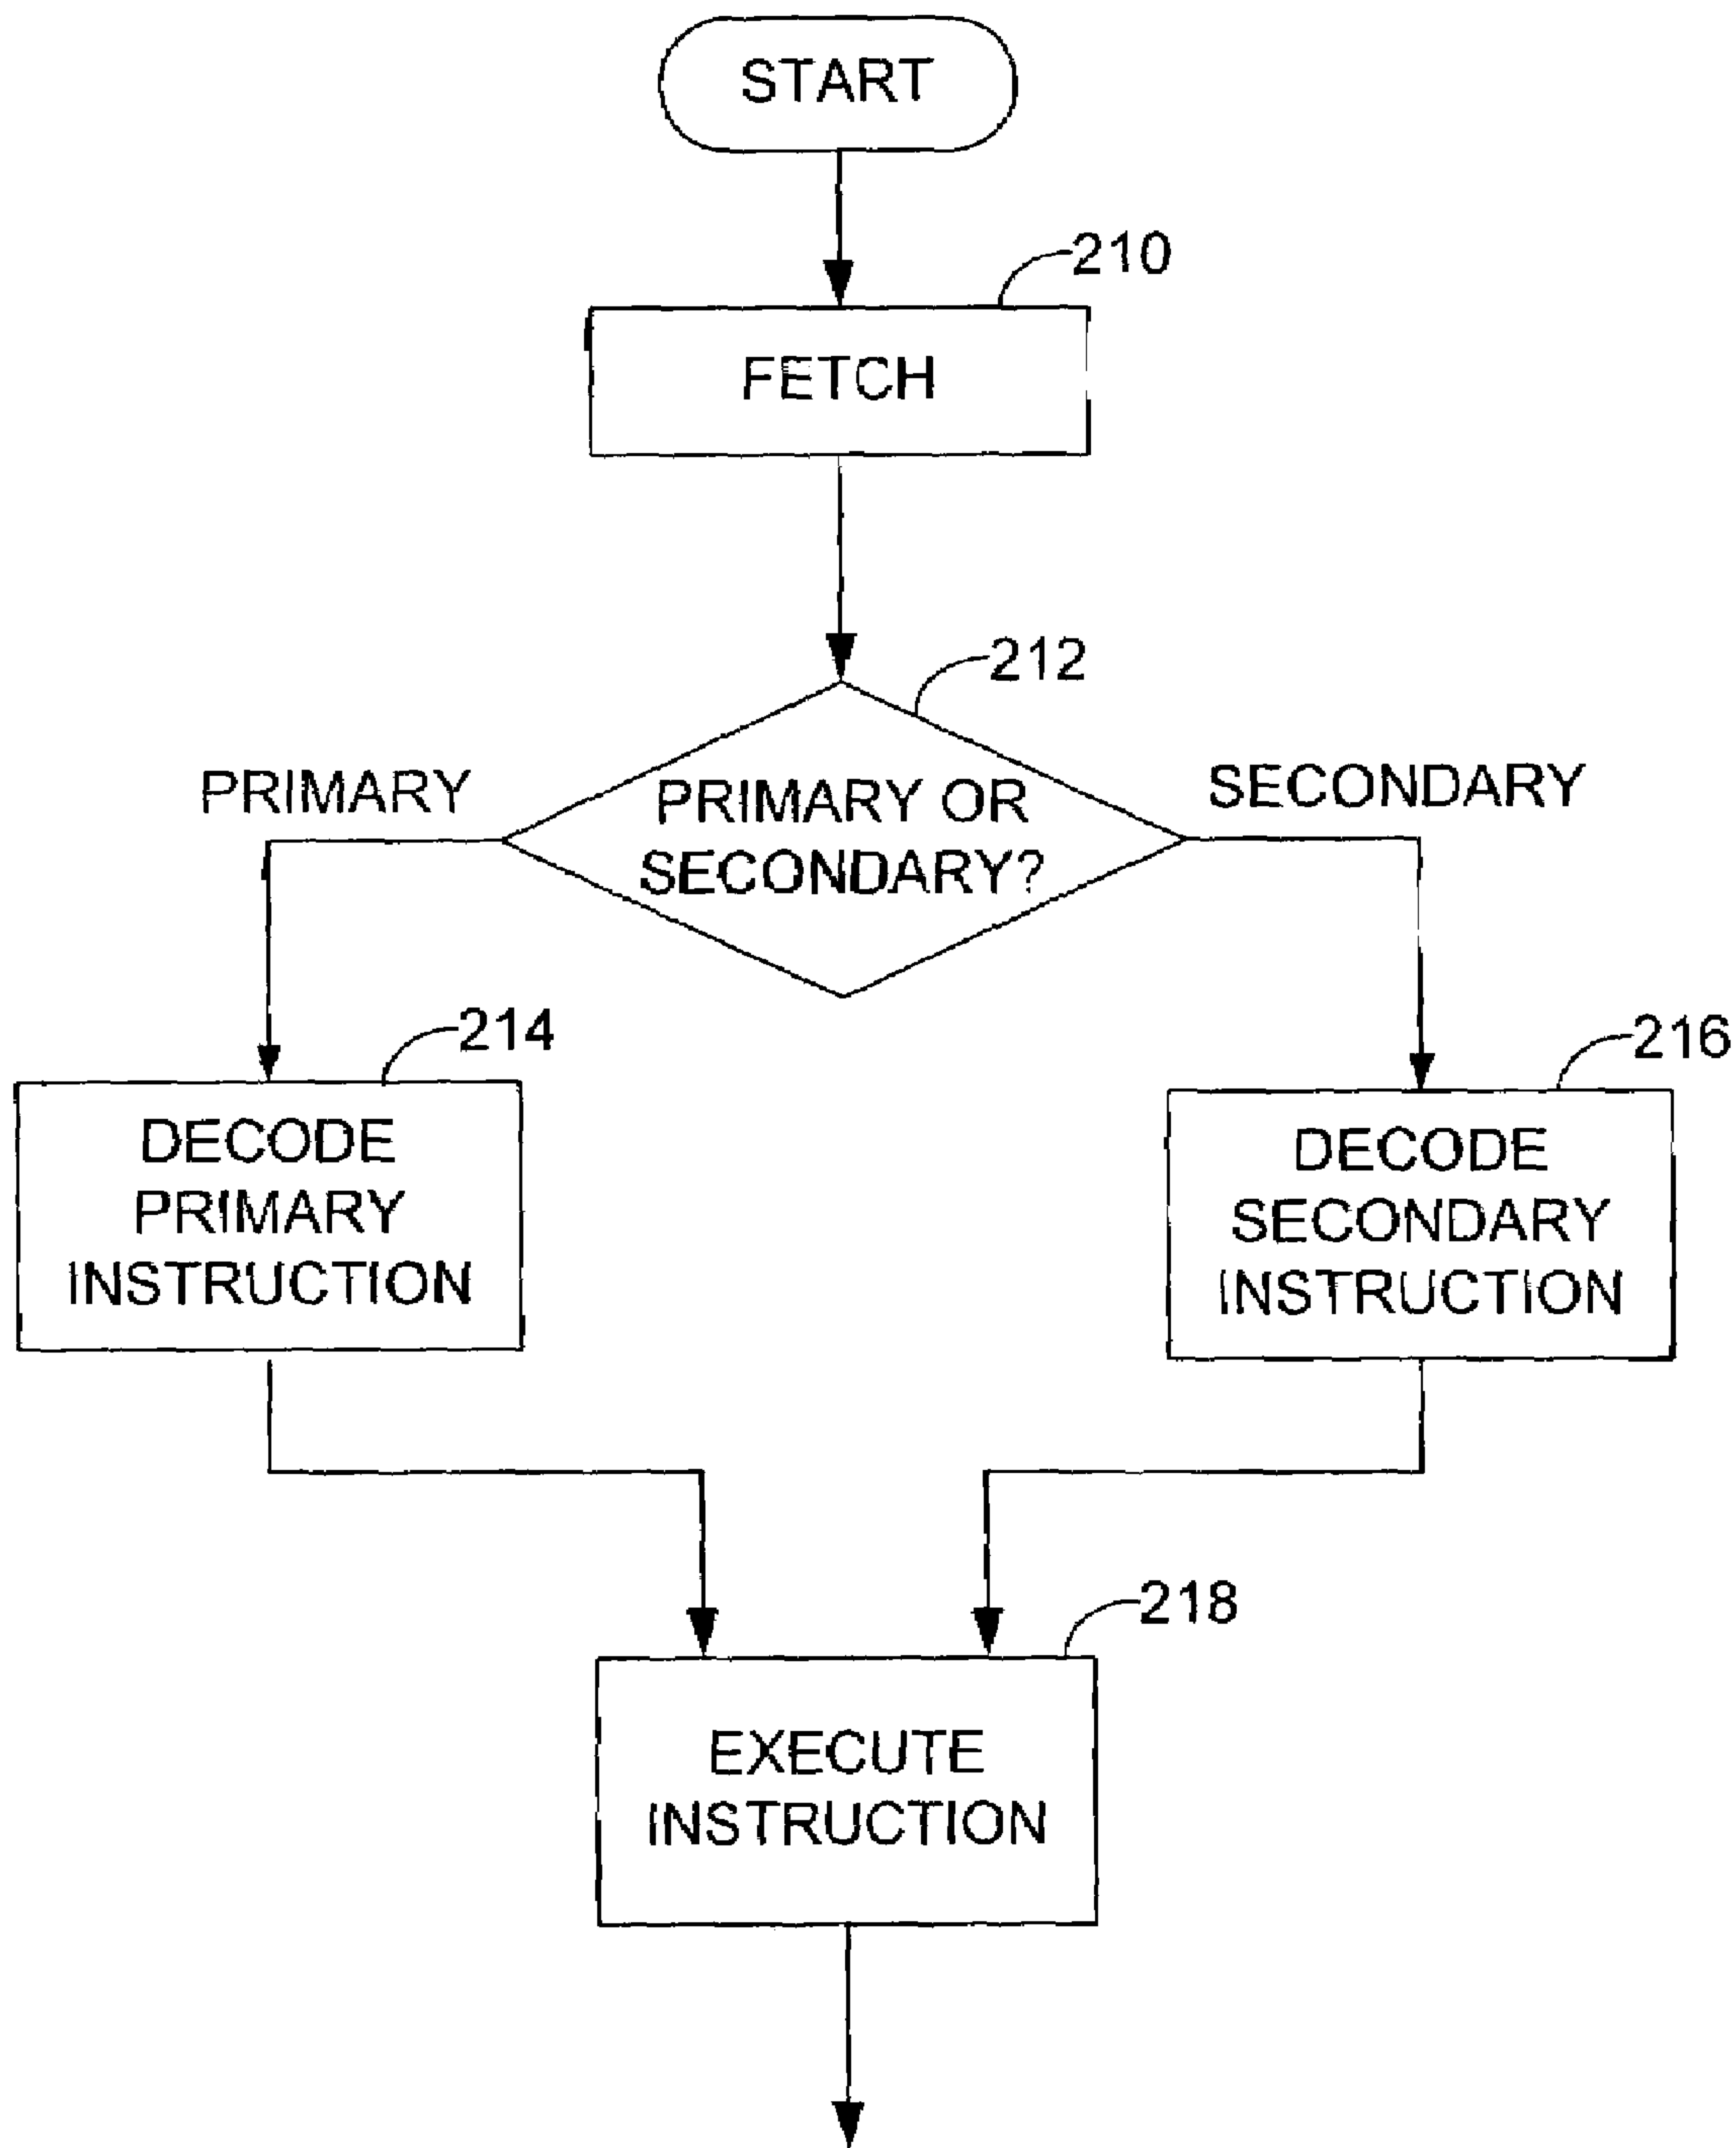 START
210
FETCH
212
PRIMARY
PRIMARY OR
SECONDARY?
SECONDARY
214
DECODE
PRIMARY
INSTRUCTION
216
DECODE
SECONDARY
INSTRUCTION
218
EXECUTE
INSTRUCTION